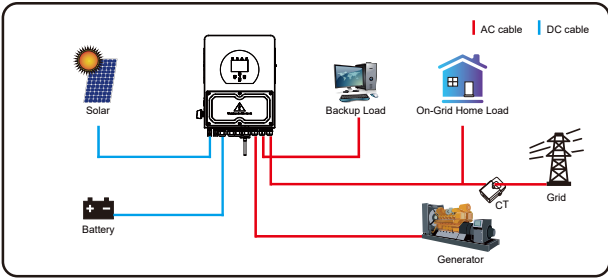 AC cable
DC cable
Solar
Backup Load
On-Grid Home Load
CT
Grid
Battery
Generator